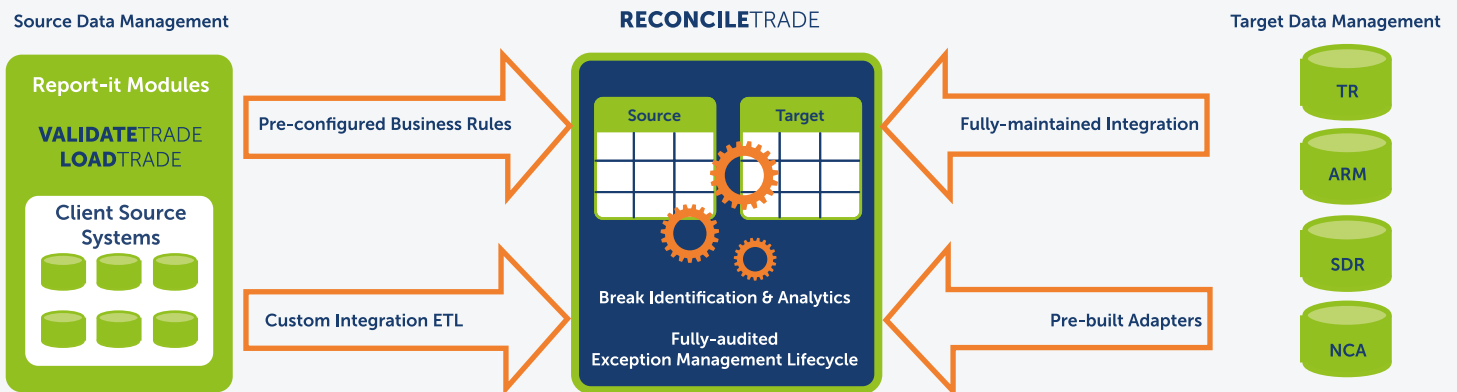 Source Data Management
RECONCILETRADE
Target Data Management
Report-it Modules
VALIDATETRADE
LOADTRADE
Client Source
Systems
Pre-configured Business Rules
Custom Integration ETL
Source
Target
Break Identification & Analytics
Fully-audited
Exception Management Lifecycle
Fully-maintained Integration
Pre-built Adapters
TR
ARM
SDR
NCA